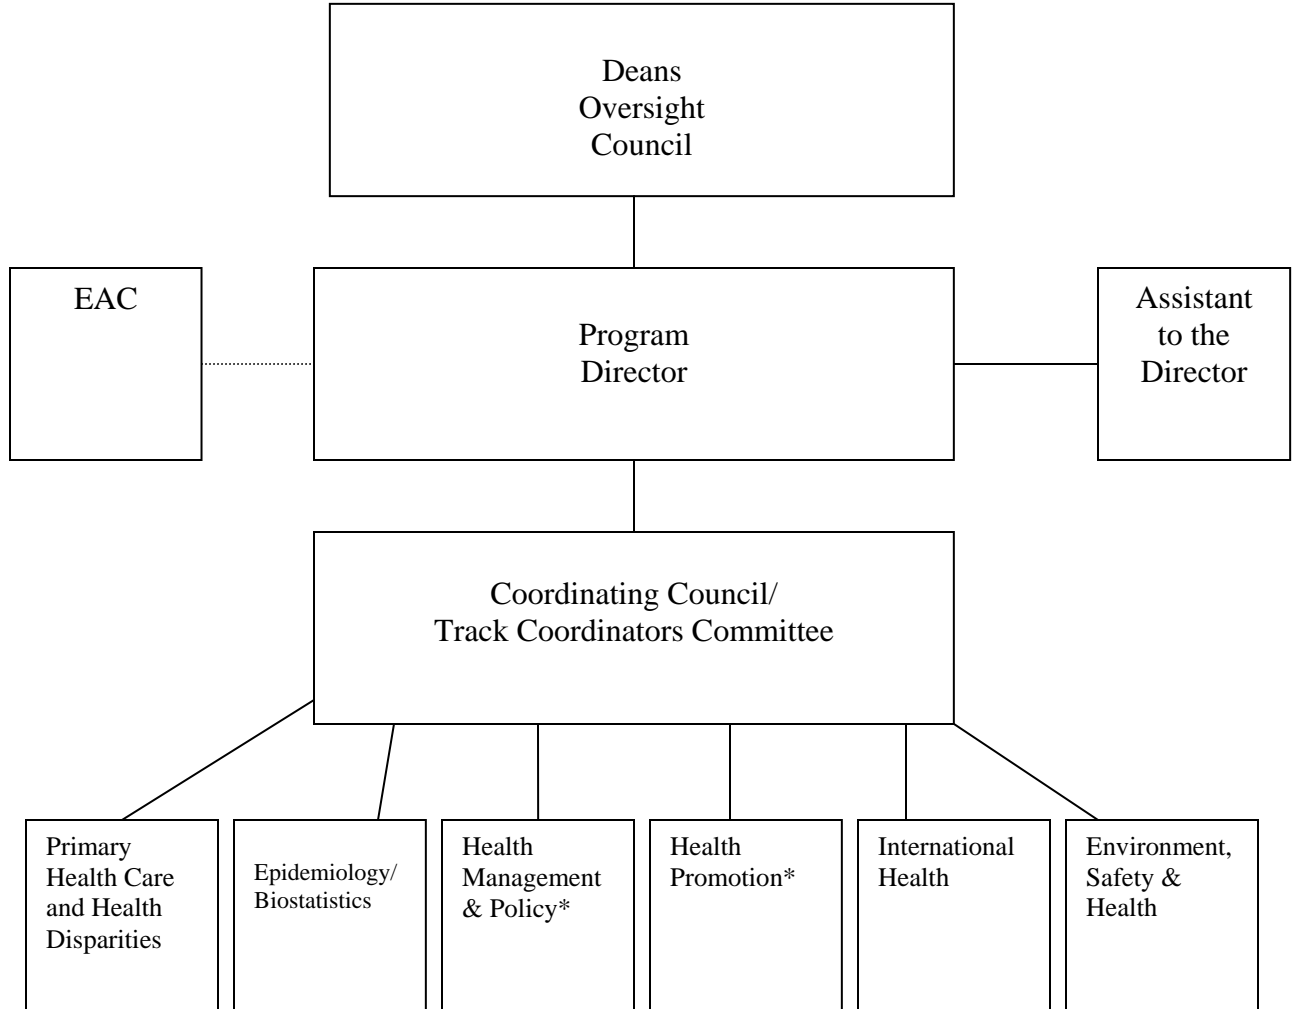 Deans
Oversight
Council
EAC
Program
Director
Assistant
to the
Director
Coordinating Council/
Track Coordinators Committee
Primary
Health Care
and Health
Disparities
Epidemiology/
Biostatistics
Health
Management
& Policy*
Health
Promotion*
International
Health
Environment,
Safety &
Health